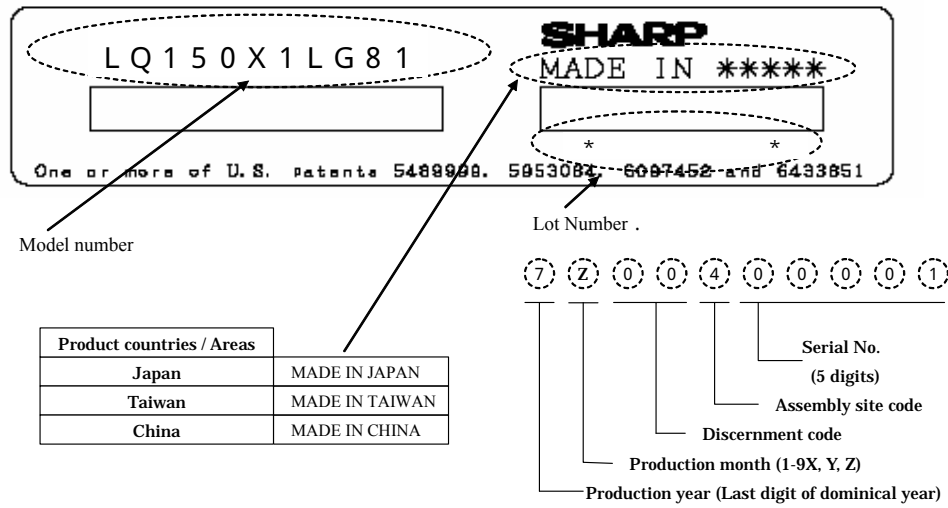 SHARP
LQ150X1LG81
MADE IN *****
* *
One or more of U.S. Patents 5489999. 5953084. 6097452 and 6433851
Model number
Lot Number .
7 Z 0 0 4 0 0 0 0 1
Product countries / Areas
Japan MADE IN JAPAN
Taiwan MADE IN TAIWAN
China MADE IN CHINA
Serial No.
(5 digits)
Assembly site code
Discernment code
Production month (1-9X, Y, Z)
Production year (Last digit of dominical year)